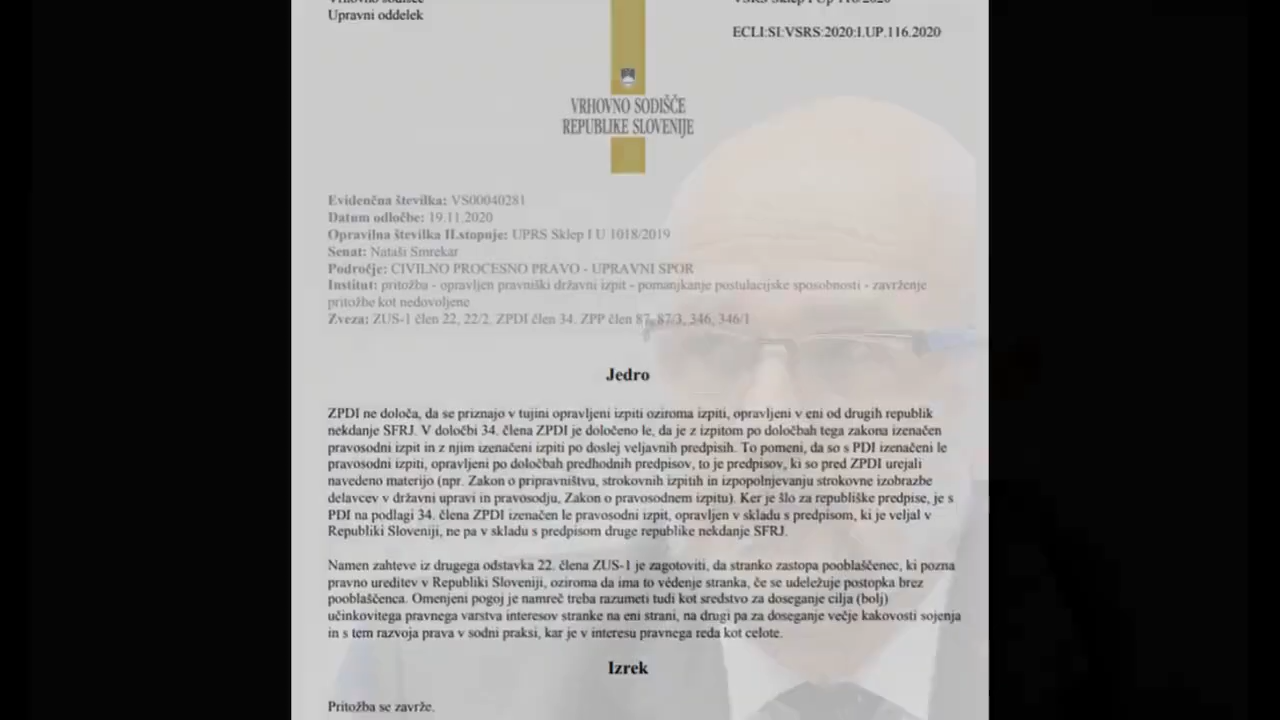 Vrhovno sodišče
Upravni oddelek
VSRS Sklep I Up 116/2020
ECLI:SI:VSRS:2020:I.UP.116.2020
VRHOVNO SODIŠČE
REPUBLIKE SLOVENIJE
Evidenčna številka: VS00040281
Datum odločbe: 19.11.2020
Opravilna številka II.stopnje: UPRS Sklep I U 1018/2019
Senat: Nataši Smrekar
Področje: CIVILNO PROCESNO PRAVO - UPRAVNI SPOR
Institut: pritožba - opravljen pravniški državni izpit - pomanjkanje postulacijske sposobnosti - zavrženje
pritožbe kot nedovoljene
Zveza: ZUS-1 člen 22, 22/2. ZPDI člen 34. ZPP člen 87, 87/3, 346, 346/1
Jedro
ZPDI ne določa, da se priznajo v tujini opravljeni izpiti oziroma izpiti, opravljeni v eni od drugih republik
nekdanje SFRJ. V določbi 34. člena ZPDI je določeno le, da je z izpitom po določbah tega zakona izenačen
pravosodni izpit in z njim izenačeni izpiti po doslej veljavnih predpisih. To pomeni, da so s PDI izenačeni le
pravosodni izpiti, opravljeni po določbah predhodnih predpisov, to je predpisov, ki so pred ZPDI urejali
navedeno materijo (npr. Zakon o pripravništvu, strokovnih izpitih in izpopolnjevanju strokovne izobrazbe
delavcev v državni upravi in pravosodju, Zakon o pravosodnem izpitu). Ker je šlo za republiške predpise, je s
PDI na podlagi 34. člena ZPDI izenačen le pravosodni izpit, opravljen v skladu s predpisom, ki je veljal v
Republiki Sloveniji, ne pa v skladu s predpisom druge republike nekdanje SFRJ.
Namen zahteve iz drugega odstavka 22. člena ZUS-1 je zagotoviti, da stranko zastopa pooblaščenec, ki pozna
pravno ureditev v Republiki Sloveniji, oziroma da ima to védenje stranka, če se udeležuje postopka brez
pooblaščenca. Omenjeni pogoj je namreč treba razumeti tudi kot sredstvo za doseganje cilja (bolj)
učinkovitega pravnega varstva interesov stranke na eni strani, na drugi pa za doseganje večje kakovosti sojenja
in s tem razvoja prava v sodni praksi, kar je v interesu pravnega reda kot celote.
Izrek
Pritožba se zavrže.